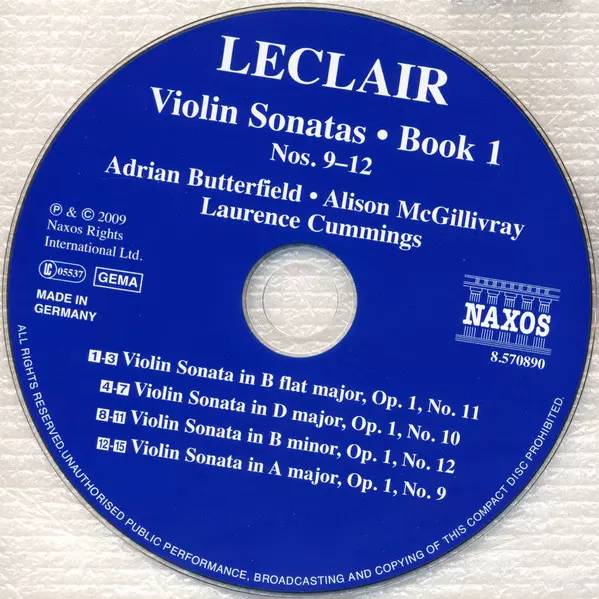 LECLAIR
Violin Sonatas • Book 1
Nos. 9–12
Adrian Butterfield • Alison McGillivray
Laurence Cummings
℗ & © 2009
Naxos Rights
International Ltd.
LC 05537 GEMA
MADE IN
GERMANY
NAXOS
8.570890
1-3 Violin Sonata in B flat major, Op. 1, No. 11
4-7 Violin Sonata in D major, Op. 1, No. 10
8-11 Violin Sonata in B minor, Op. 1, No. 12
12-15 Violin Sonata in A major, Op. 1, No. 9
ALL RIGHTS RESERVED.UNAUTHORISED PUBLIC PERFORMANCE, BROADCASTING AND COPYING OF THIS COMPACT DISC PROHIBITED.